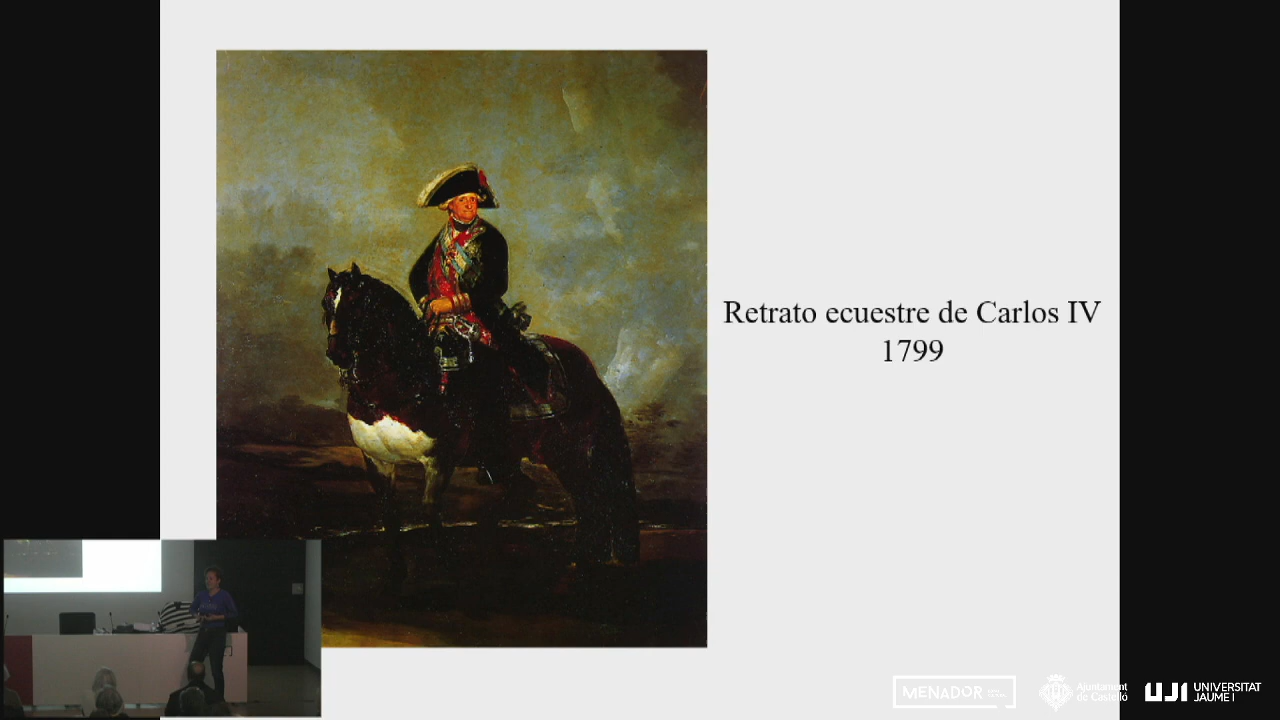 Retrato ecuestre de Carlos IV
1799
MENADOR
Ajuntament
de Castelló
UJI
UNIVERSITAT
JAUME I